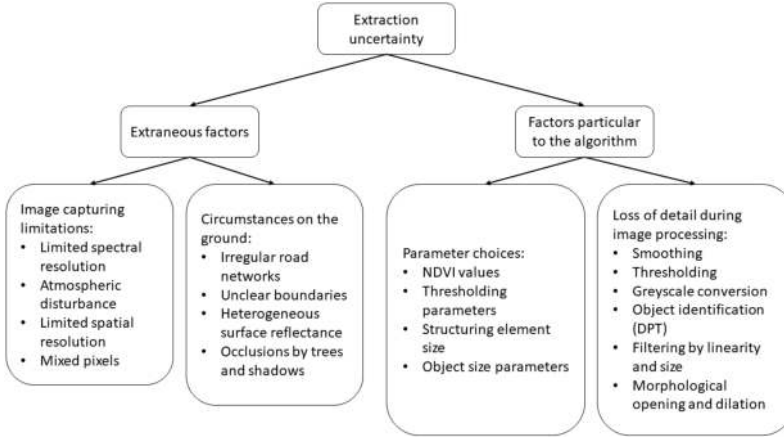 Extraction
uncertainty
Extraneous factors
Factors particular
to the algorithm
Image capturing
limitations:
• Limited spectral
resolution
• Atmospheric
disturbance
• Limited spatial
resolution
• Mixed pixels
Circumstances on the
ground:
• Irregular road
networks
• Unclear boundaries
• Heterogeneous
surface reflectance
• Occlusions by trees
and shadows
Parameter choices:
• NDVI values
• Thresholding
parameters
• Structuring element
size
• Object size parameters
Loss of detail during
image processing:
• Smoothing
• Thresholding
• Greyscale conversion
• Object identification
(DPT)
• Filtering by linearity
and size
• Morphological
opening and dilation